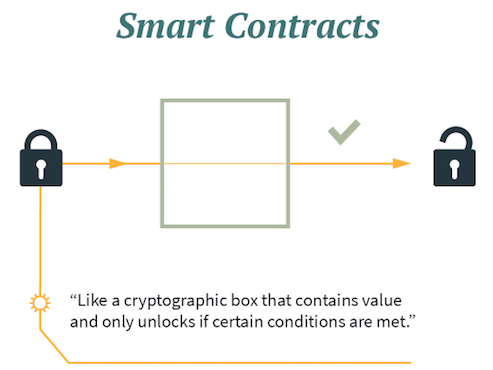 Smart Contracts
“Like a cryptographic box that contains value
and only unlocks if certain conditions are met.”